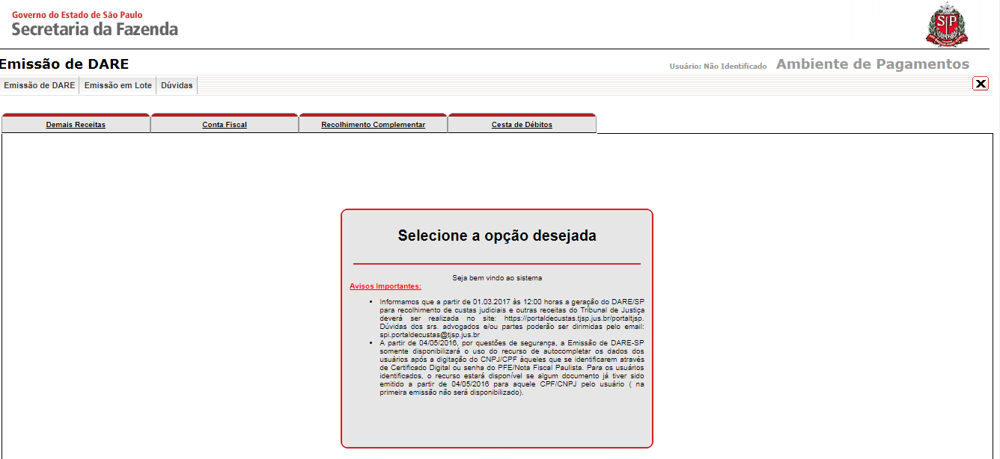 Governo do Estado de São Paulo
Secretaria da Fazenda
SP
Emissão de DARE
Usuário: Não Identificado Ambiente de Pagamentos
Emissão de DARE Emissão em Lote Dúvidas
X
Demais Receitas Conta Fiscal Recolhimento Complementar Cesta de Débitos
Selecione a opção desejada
Seja bem vindo ao sistema
Avisos Importantes:
• Informamos que a partir de 01.03.2017 às 12:00 horas a geração do DARE/SP
para recolhimento de custas judiciais e outras receitas do Tribunal de Justiça
deverá ser realizada no site: https://portaldecustas.tjsp.jus.br/portaltjsp.
Dúvidas dos srs. advogados e/ou partes poderão ser dirimidas pelo email:
spi.portaldecustas@tjsp.jus.br
• A partir de 04/05/2016, por questões de segurança, a Emissão de DARE-SP
somente disponibilizará o uso do recurso de autocompletar os dados dos
usuários após a digitação do CNPJ/CPF àqueles que se identificarem através
de Certificado Digital ou senha do PFE/Nota Fiscal Paulista. Para os usuários
identificados, o recurso estará disponível se algum documento já tiver sido
emitido a partir de 04/05/2016 para aquele CPF/CNPJ pelo usuário ( na
primeira emissão não será disponibilizado).